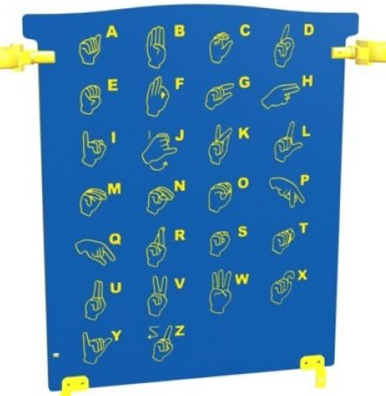 A B C D
E F G H
I J K L
M N O P
Q R S T
U V W X
Y Z